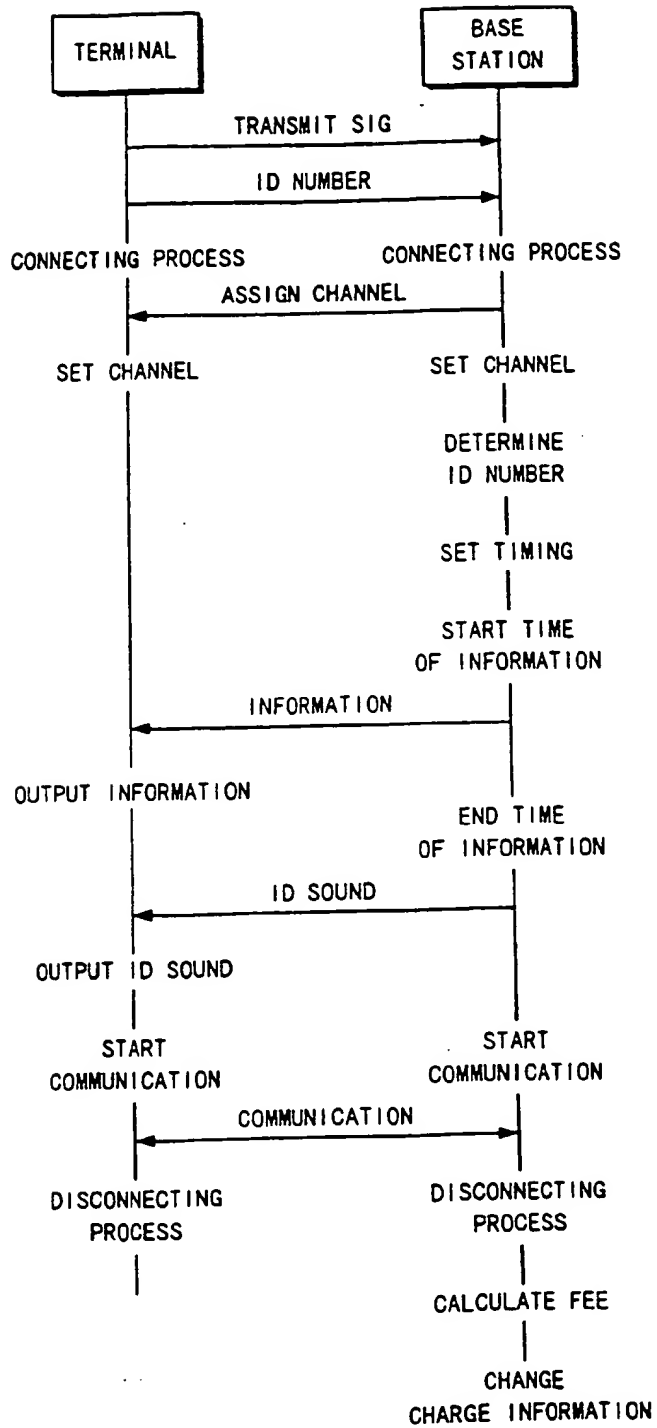 TERMINAL
BASE
STATION
TRANSMIT SIG
ID NUMBER
CONNECTING PROCESS
CONNECTING PROCESS
ASSIGN CHANNEL
SET CHANNEL
SET CHANNEL
DETERMINE
ID NUMBER
SET TIMING
START TIME
OF INFORMATION
INFORMATION
OUTPUT INFORMATION
END TIME
OF INFORMATION
ID SOUND
OUTPUT ID SOUND
START
COMMUNICATION
START
COMMUNICATION
COMMUNICATION
DISCONNECTING
PROCESS
DISCONNECTING
PROCESS
CALCULATE FEE
CHANGE
CHARGE INFORMATION